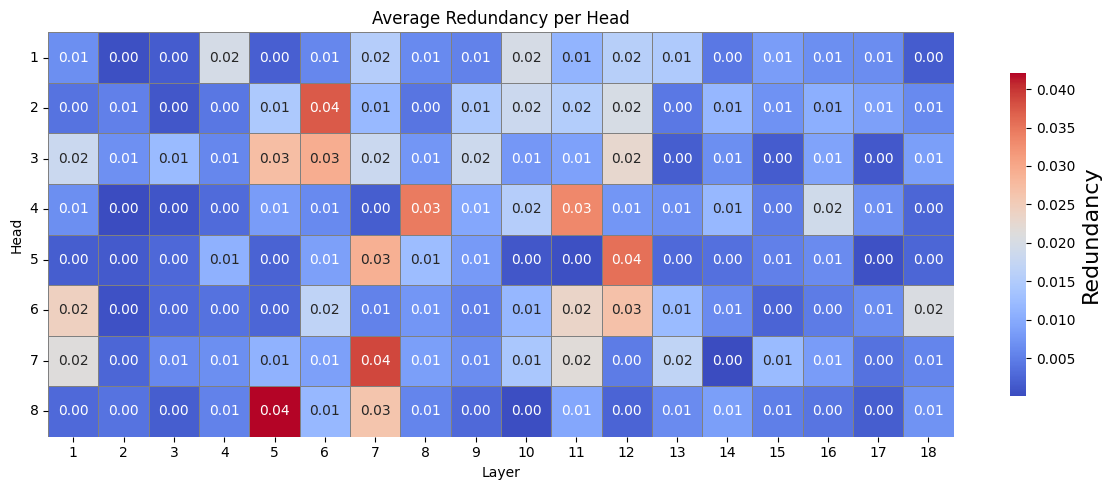 Average Redundancy per Head
1 0.01 0.00 0.00 0.02 0.00 0.01 0.02 0.01 0.01 0.02 0.01 0.02 0.01 0.00 0.01 0.01 0.01 0.00
2 0.00 0.01 0.00 0.00 0.01 0.04 0.01 0.00 0.01 0.02 0.02 0.02 0.00 0.01 0.01 0.01 0.01 0.01
3 0.02 0.01 0.01 0.01 0.03 0.03 0.02 0.01 0.02 0.01 0.01 0.02 0.00 0.01 0.00 0.01 0.00 0.01
4 0.01 0.00 0.00 0.00 0.01 0.01 0.00 0.03 0.01 0.02 0.03 0.01 0.01 0.01 0.00 0.02 0.01 0.00
5 0.00 0.00 0.00 0.01 0.00 0.01 0.03 0.01 0.01 0.00 0.00 0.04 0.00 0.00 0.01 0.01 0.00 0.00
6 0.02 0.00 0.00 0.00 0.00 0.02 0.01 0.01 0.01 0.01 0.02 0.03 0.01 0.01 0.00 0.00 0.01 0.02
7 0.02 0.00 0.01 0.01 0.01 0.01 0.04 0.01 0.01 0.01 0.02 0.00 0.02 0.00 0.01 0.01 0.00 0.01
8 0.00 0.00 0.00 0.01 0.04 0.01 0.03 0.01 0.00 0.00 0.01 0.00 0.01 0.01 0.01 0.00 0.00 0.01
1 2 3 4 5 6 7 8 9 10 11 12 13 14 15 16 17 18
Head
Layer
0.040
0.035
0.030
0.025
0.020
0.015
0.010
0.005
Redundancy